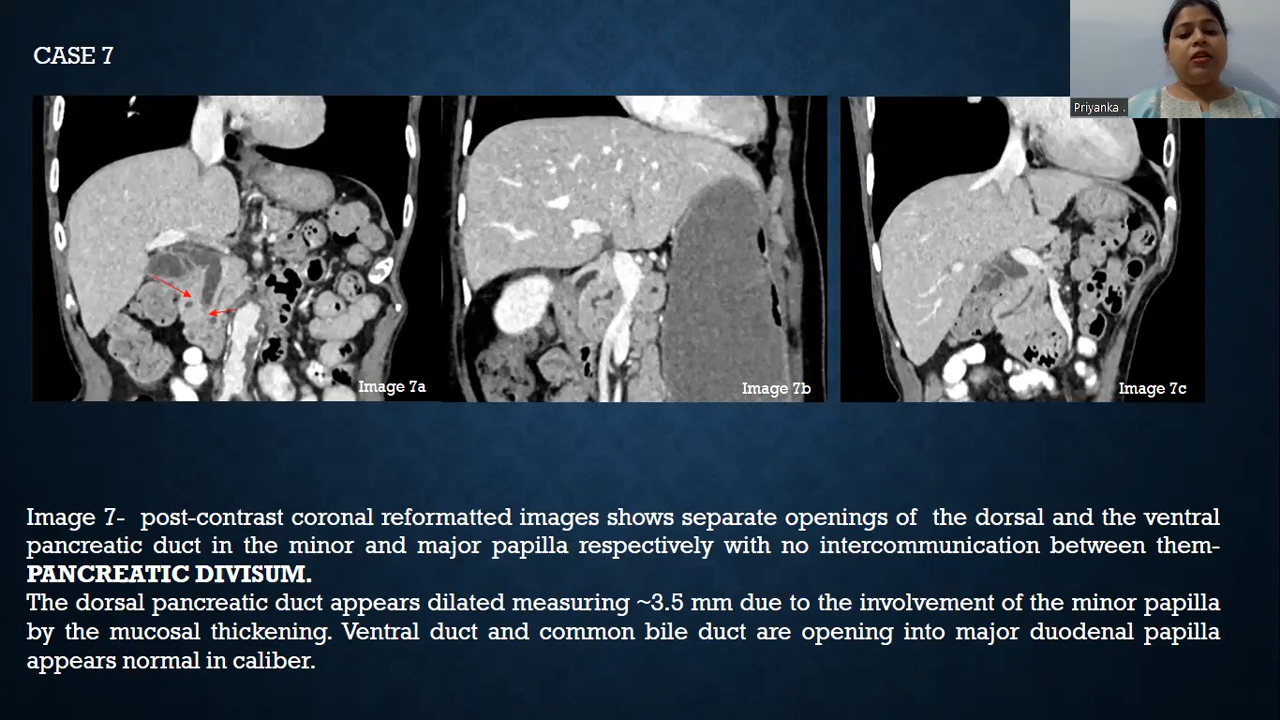 CASE 7
Priyanka .
Image 7a
Image 7b
Image 7c
Image 7- post-contrast coronal reformatted images shows separate openings of the dorsal and the ventral
pancreatic duct in the minor and major papilla respectively with no intercommunication between them-
PANCREATIC DIVISUM.
The dorsal pancreatic duct appears dilated measuring ~3.5 mm due to the involvement of the minor papilla
by the mucosal thickening. Ventral duct and common bile duct are opening into major duodenal papilla
appears normal in caliber.